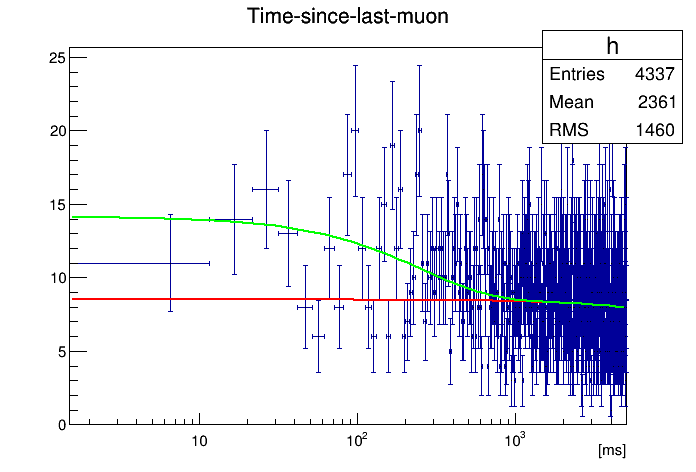 Time-since-last-muon
h
Entries 4337
Mean 2361
RMS 1460
25
20
15
10
5
0
10 10² 10³
[ms]